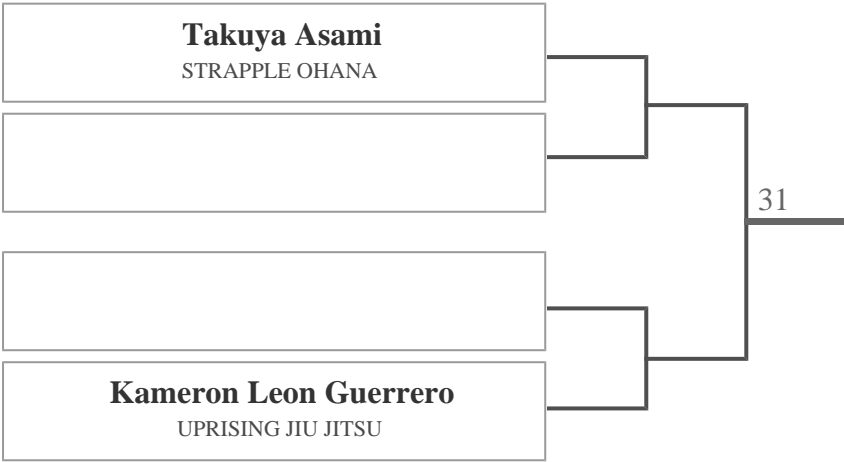 Takuya Asami
STRAPPLE OHANA
31
Kameron Leon Guerrero
UPRISING JIU JITSU